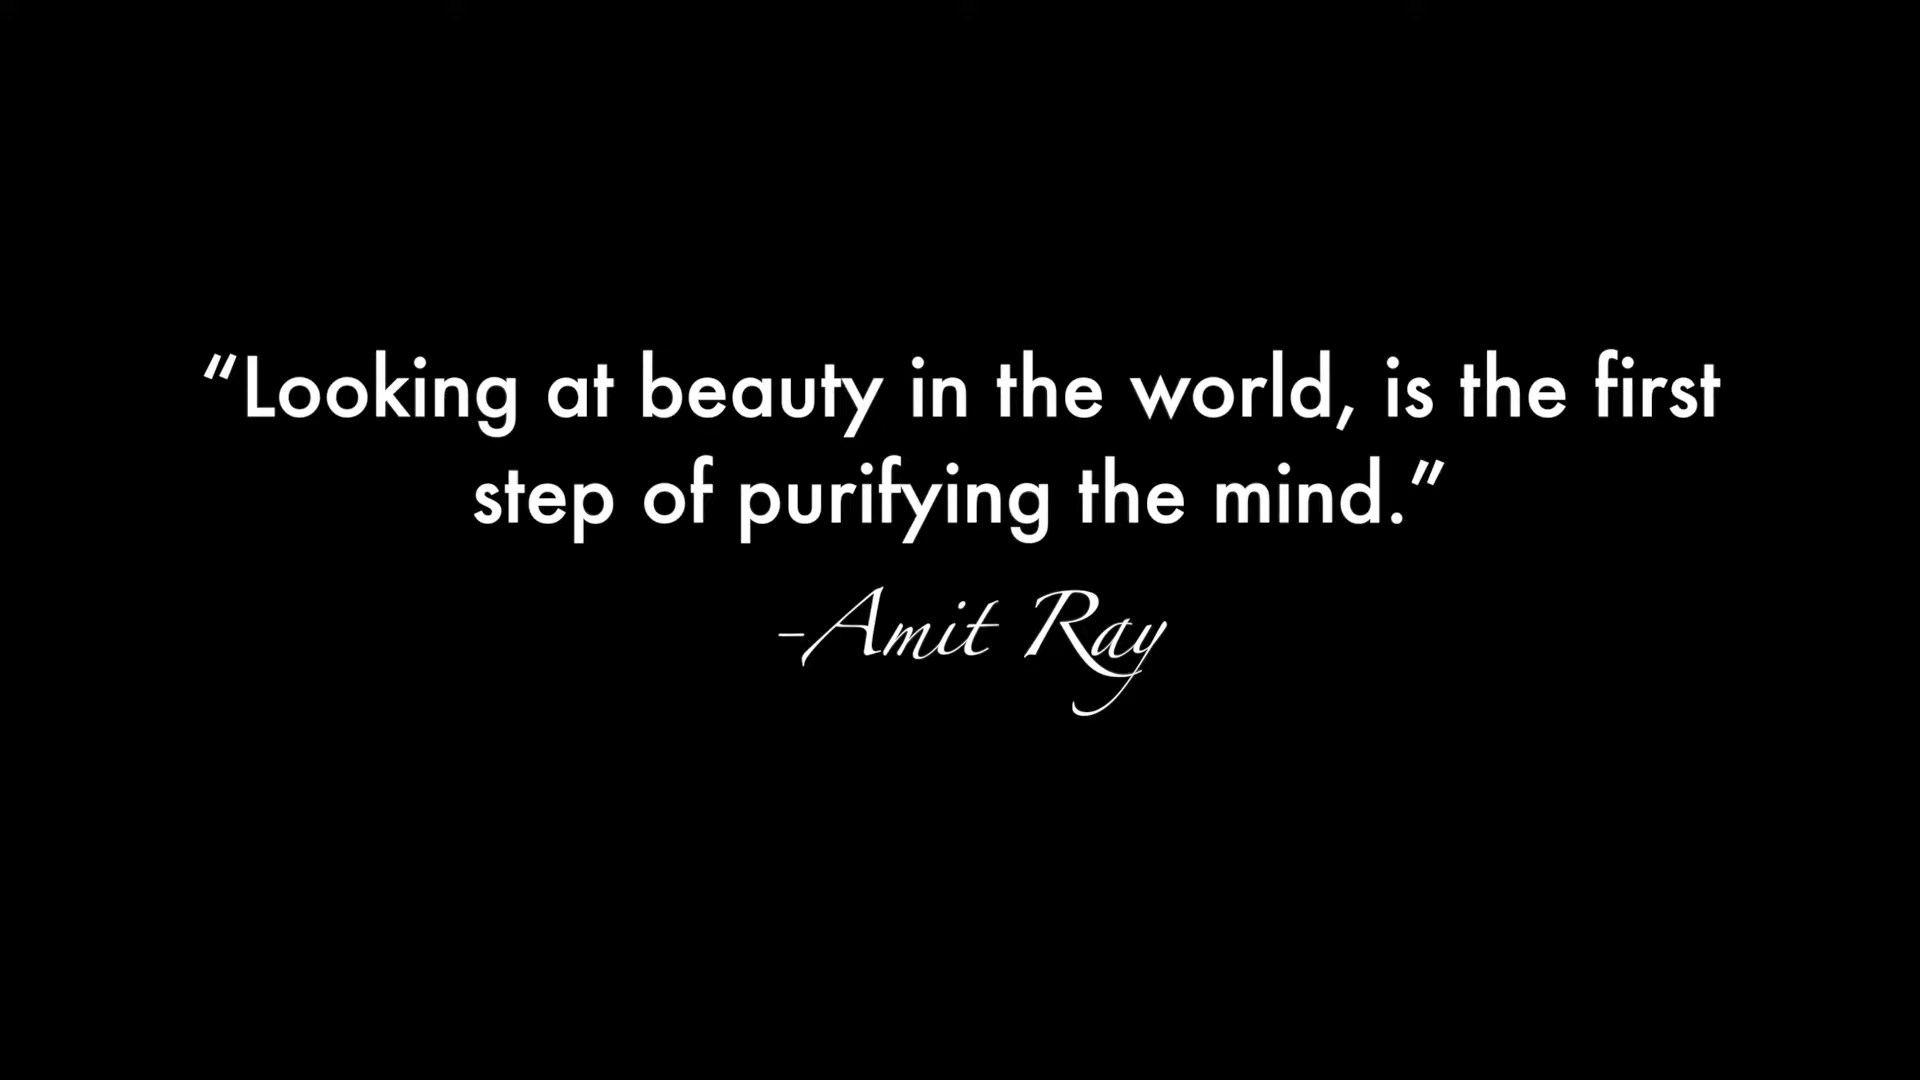 “Looking at beauty in the world, is the first
step of purifying the mind.”
-Amit Ray